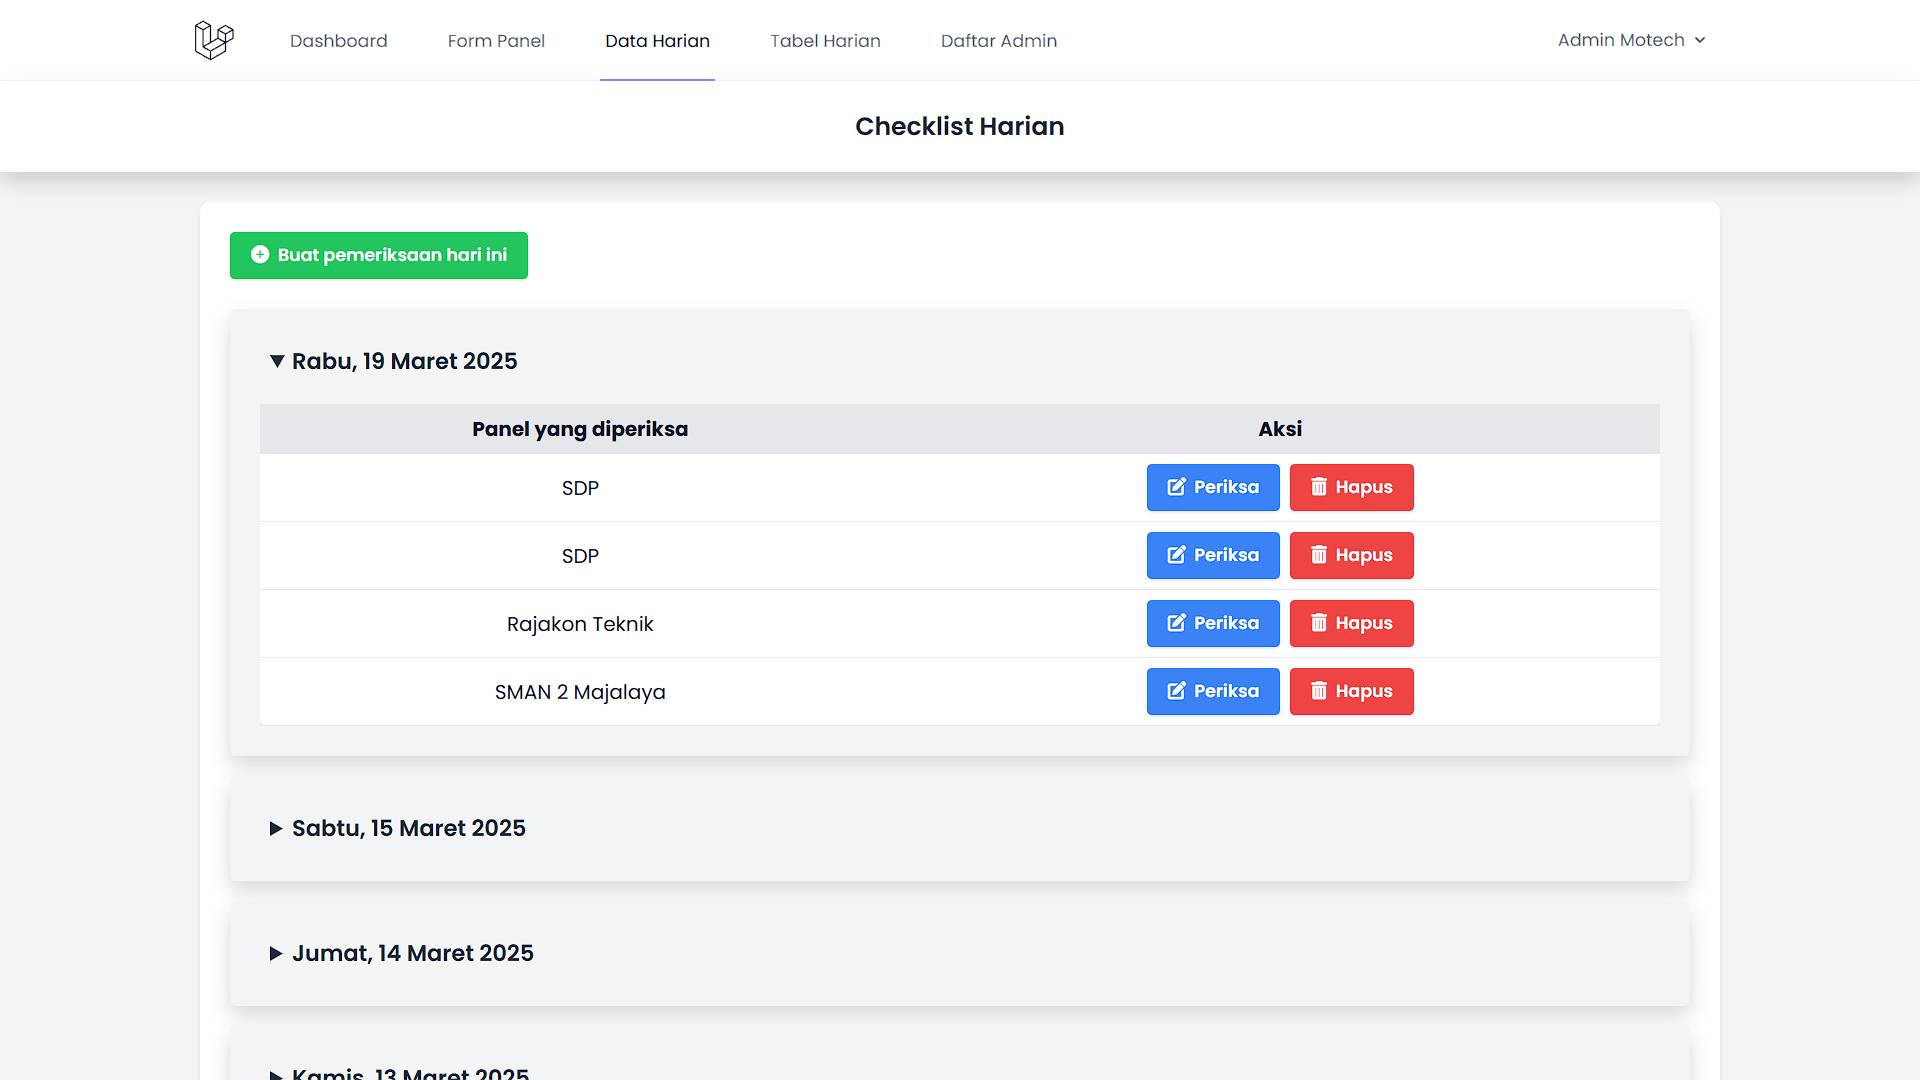 Dashboard Form Panel Data Harian Tabel Harian Daftar Admin Admin Motech
Checklist Harian
Buat pemeriksaan hari ini
Rabu, 19 Maret 2025
Panel yang diperiksa Aksi
SDP Periksa Hapus
SDP Periksa Hapus
Rajakon Teknik Periksa Hapus
SMAN 2 Majalaya Periksa Hapus
Sabtu, 15 Maret 2025
Jumat, 14 Maret 2025
Kamis, 13 Maret 2025